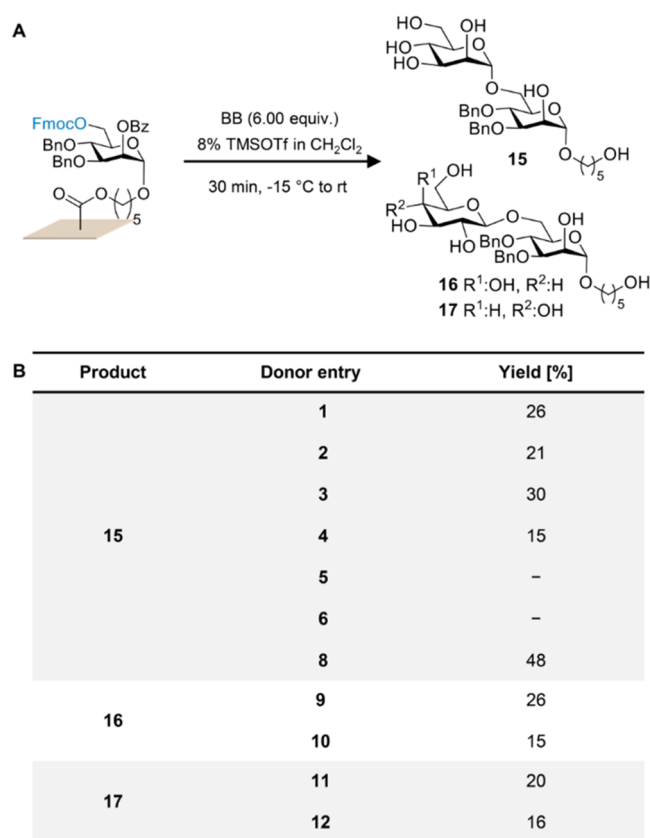 A
FmocO
OBz
BnO
BnO
O
O
O
O
5
BB (6.00 equiv.)
8% TMSOTf in CH2Cl2
30 min, -15 °C to rt
HO
OH
HO
HO
O
O
HO
BnO
BnO
O
O
OH
5
15
R1
OH
R2
O
O
HO
HO
OH
BnO
BnO
O
O
OH
5
16 R1:OH, R2:H
17 R1:H, R2:OH
B
Product Donor entry Yield [%]
1 26
2 21
3 30
15 4 15
5 –
6 –
8 48
16
9 26
10 15
17
11 20
12 16